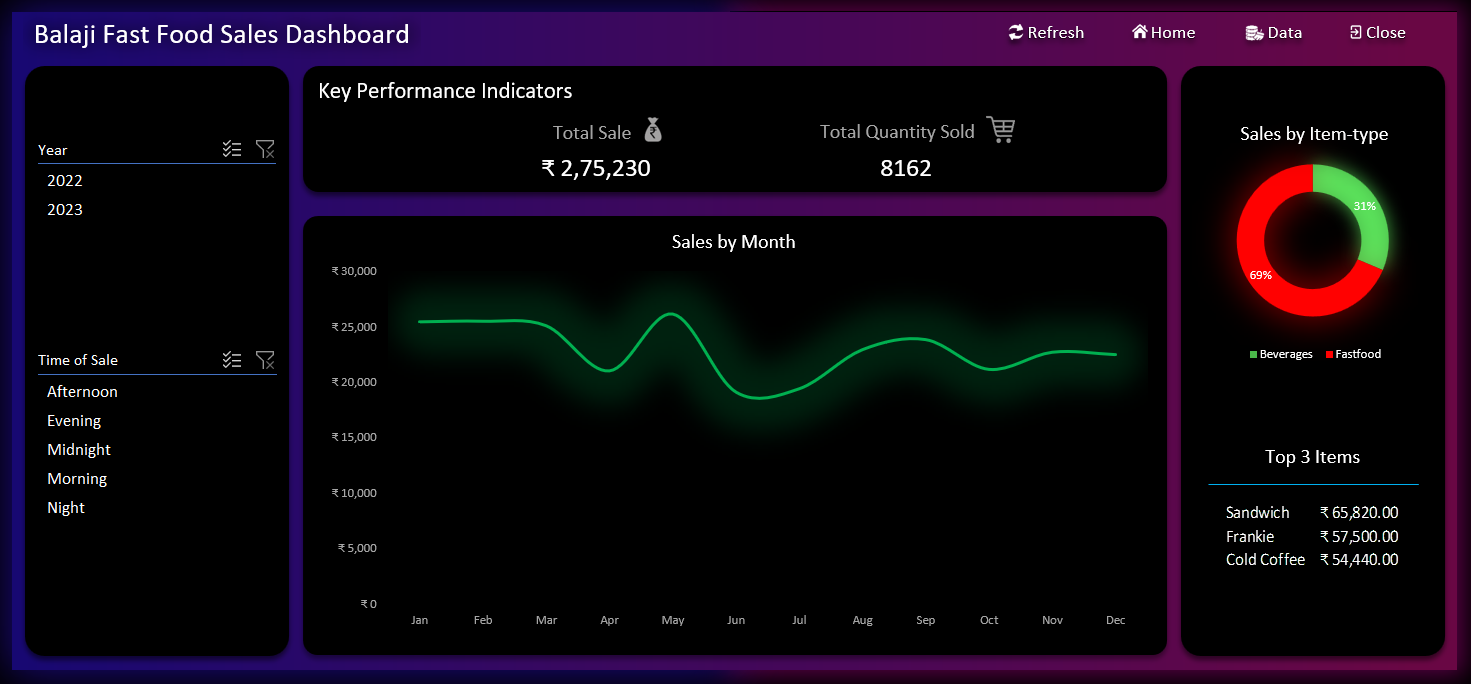 Balaji Fast Food Sales Dashboard
Refresh
Home
Data
Close
Year
2022
2023
Time of Sale
Afternoon
Evening
Midnight
Morning
Night
Key Performance Indicators
Total Sale
₹ 2,75,230
Total Quantity Sold
8162
Sales by Month
₹ 30,000
₹ 25,000
₹ 20,000
₹ 15,000
₹ 10,000
₹ 5,000
₹ 0
Jan Feb Mar Apr May Jun Jul Aug Sep Oct Nov Dec
Sales by Item-type
31%
69%
Beverages Fastfood
Top 3 Items
Sandwich ₹ 65,820.00
Frankie ₹ 57,500.00
Cold Coffee ₹ 54,440.00